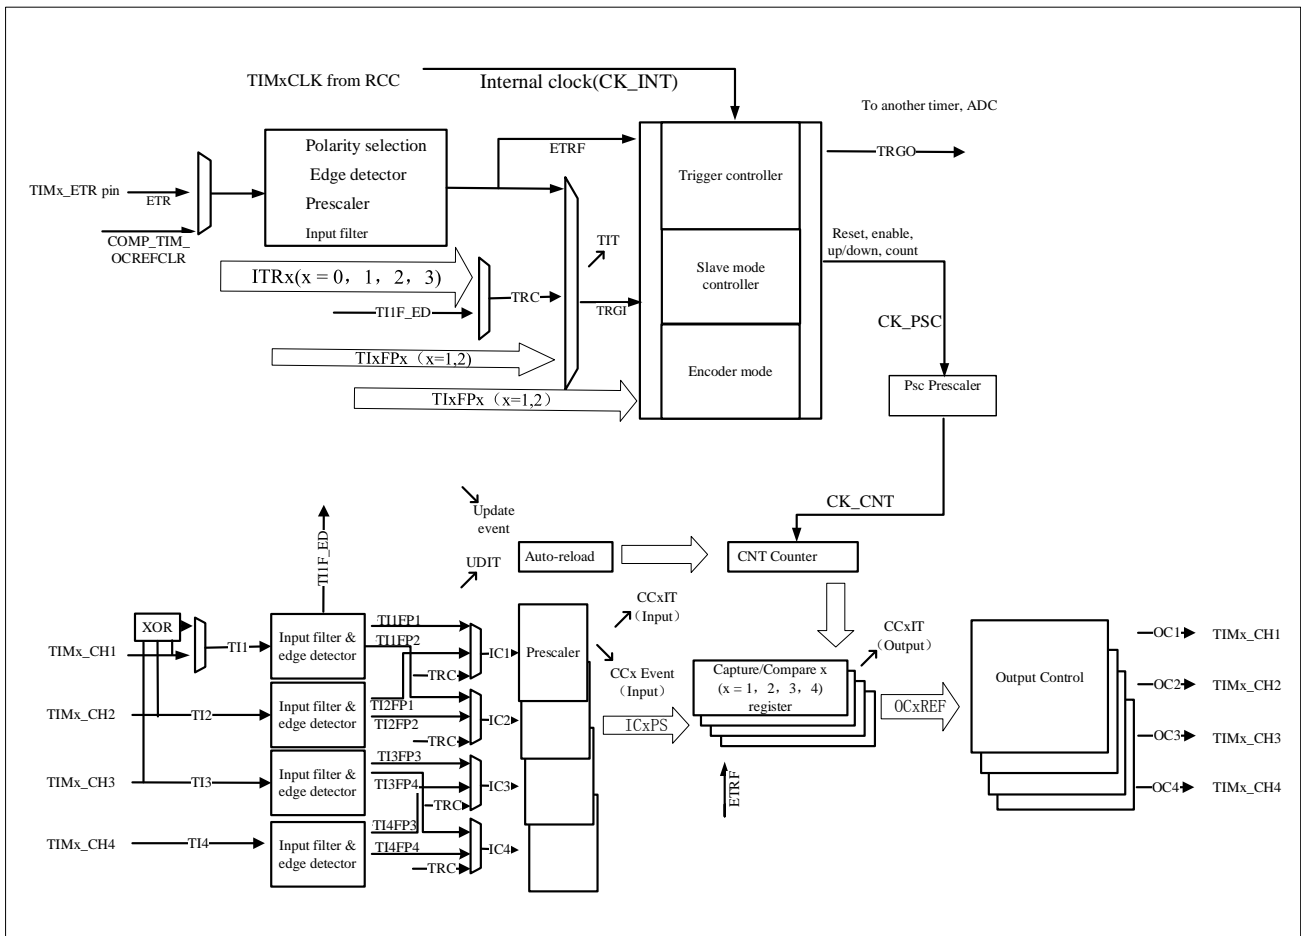 TIMxCLK from RCC
Internal clock(CK_INT)
To another timer, ADC
TRGO
Polarity selection
Edge detector
Prescaler
Input filter
ETRF
Trigger controller
TIMx_ETR pin
ETR
COMP_TIM_
OCREFCLR
ITRx(x = 0， 1， 2， 3)
TI1F_ED
TRC
TIT
TRGI
Slave mode
controller
Reset, enable,
up/down, count
CK_PSC
TIxFPx（x=1,2)
TIxFPx（x=1,2）
Encoder mode
Psc Prescaler
CK_CNT
Update
event
UDIT
Auto-reload
CNT Counter
TI1F_ED
XOR
TIMx_CH1
TI1
Input filter &
edge detector
TI1FP1
TI1FP2
TRC
IC1
Prescaler
CCxIT
（Input）
CCx Event
（Input）
CCxIT
（Output）
Capture/Compare x
(x = 1， 2， 3， 4)
register
Output Control
OC1
TIMx_CH1
TIMx_CH2
TI2
Input filter &
edge detector
TI2FP1
TI2FP2
TRC
IC2
ICxPS
OCxREF
OC2
TIMx_CH2
TIMx_CH3
TI3
Input filter &
edge detector
TI3FP3
TI3FP4
TRC
IC3
ETRF
OC3
TIMx_CH3
TIMx_CH4
TI4
Input filter &
edge detector
TI4FP3
TI4FP4
TRC
IC4
OC4
TIMx_CH4